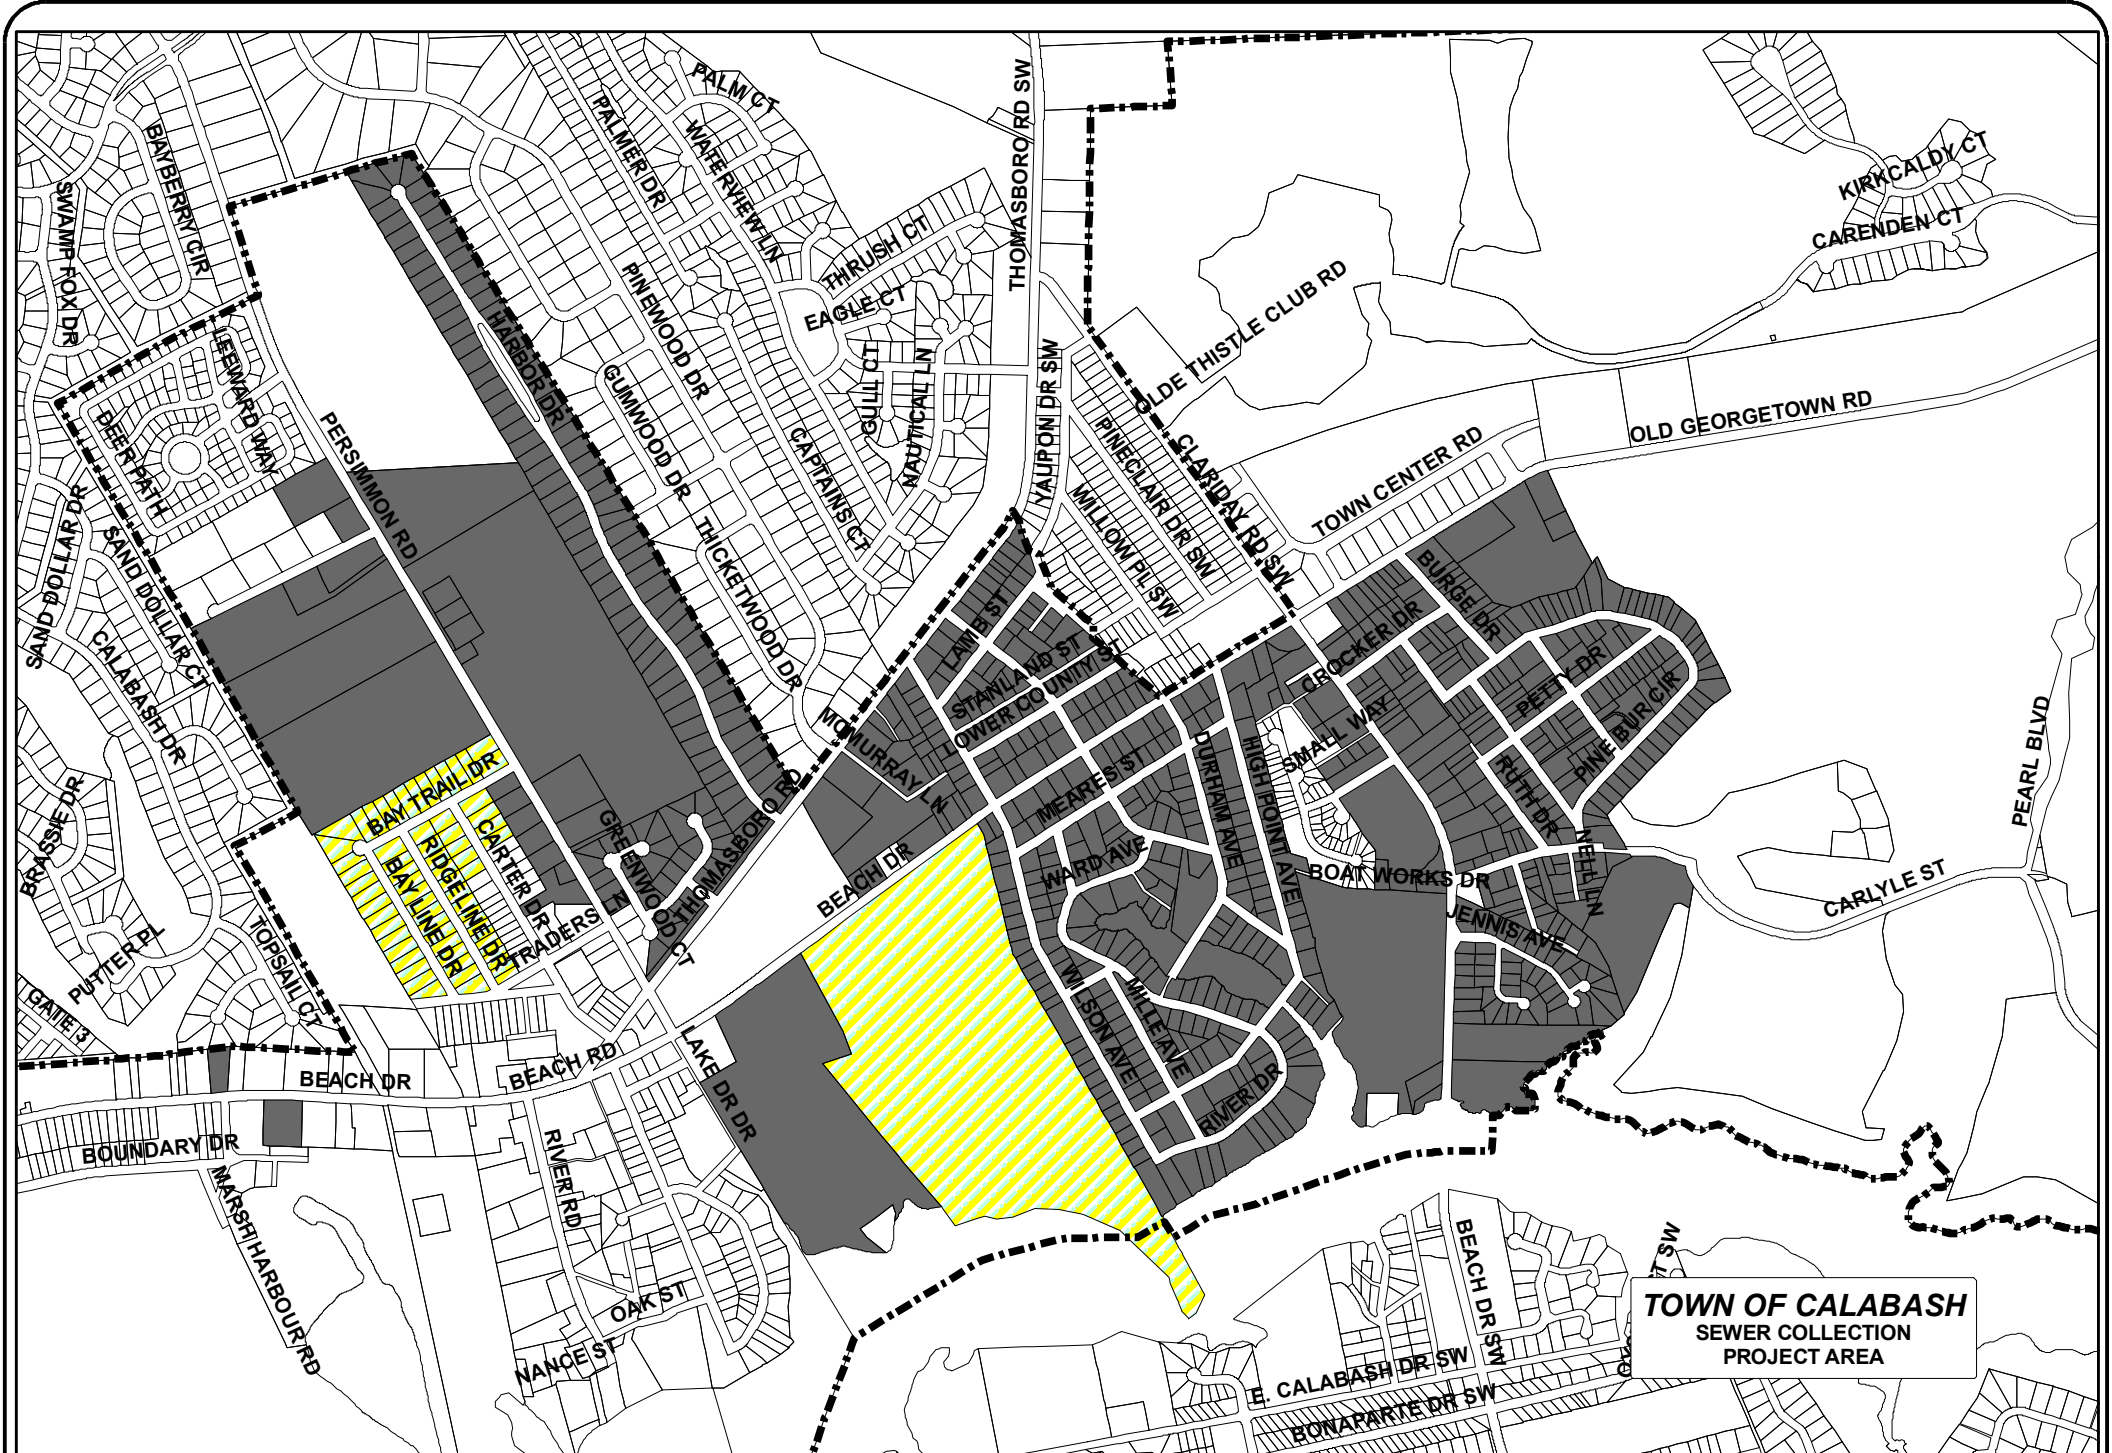 PALM CT
THOMASBORO RD SW
PALMER DR
WATERVIEW LN
BAYBERRY CIR
KIRKCALDY CT
CARENDEN CT
SWAMP FOX DR
THRUSH CT
EAGLE CT
PINEWOOD DR
OLDE THISTLE CLUB RD
HARBOR DR
LEEWARD WAY
GULL CT
NAUTICAL LN
YAUPON DR SW
GUMWOOD DR
DEER PATH
PERSIMMON RD
CAPTAINS CT
PINECLAIR DR SW
CLARIDAY RD SW
TOWN CENTER RD
OLD GEORGETOWN RD
WILLOW PL SW
SAND DOLLAR DR
SAND DOLLAR CT
THICKETWOOD DR
CALABASH DR
LAMB ST
STANLAND ST
LOWER COUNTY ST
BURGE DR
CROCKER DR
PETTY DR
PINE BUR CIR
SMALL WAY
MCMURRAY LN
MEARES ST
DURHAM AVE
HIGH POINT AVE
RUTH DR
NELL LN
PEARL BLVD
BAY TRAIL DR
BRASSIE DR
CARTER DR
RIDGELINE DR
BAY LINE DR
GREENWOOD CT
THOMASBORO RD
TRADERS LN
BEACH DR
WARD AVE
BOAT WORKS DR
JENNIS AVE
CARLYLE ST
PUTTER PL
TOPSAIL CT
GATE 3
WILSON AVE
MILLE AVE
RIVER DR
LAKE DR DR
BEACH RD
BEACH DR
BOUNDARY DR
RIVER RD
MARSH HARBOUR RD
OAK ST
NANCE ST
BEACH DR SW
E. CALABASH DR SW
BONAPARTE DR SW
ST SW
TOWN OF CALABASH
SEWER COLLECTION
PROJECT AREA